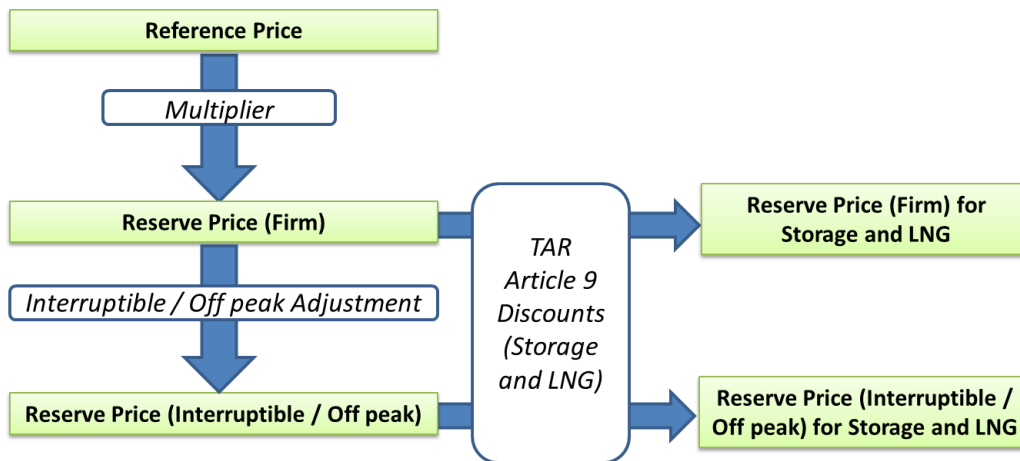 Reference Price
Multiplier
Reserve Price (Firm)
Interruptible / Off peak Adjustment
Reserve Price (Interruptible / Off peak)
TAR
Article 9
Discounts
(Storage
and LNG)
Reserve Price (Firm) for
Storage and LNG
Reserve Price (Interruptible /
Off peak) for Storage and LNG